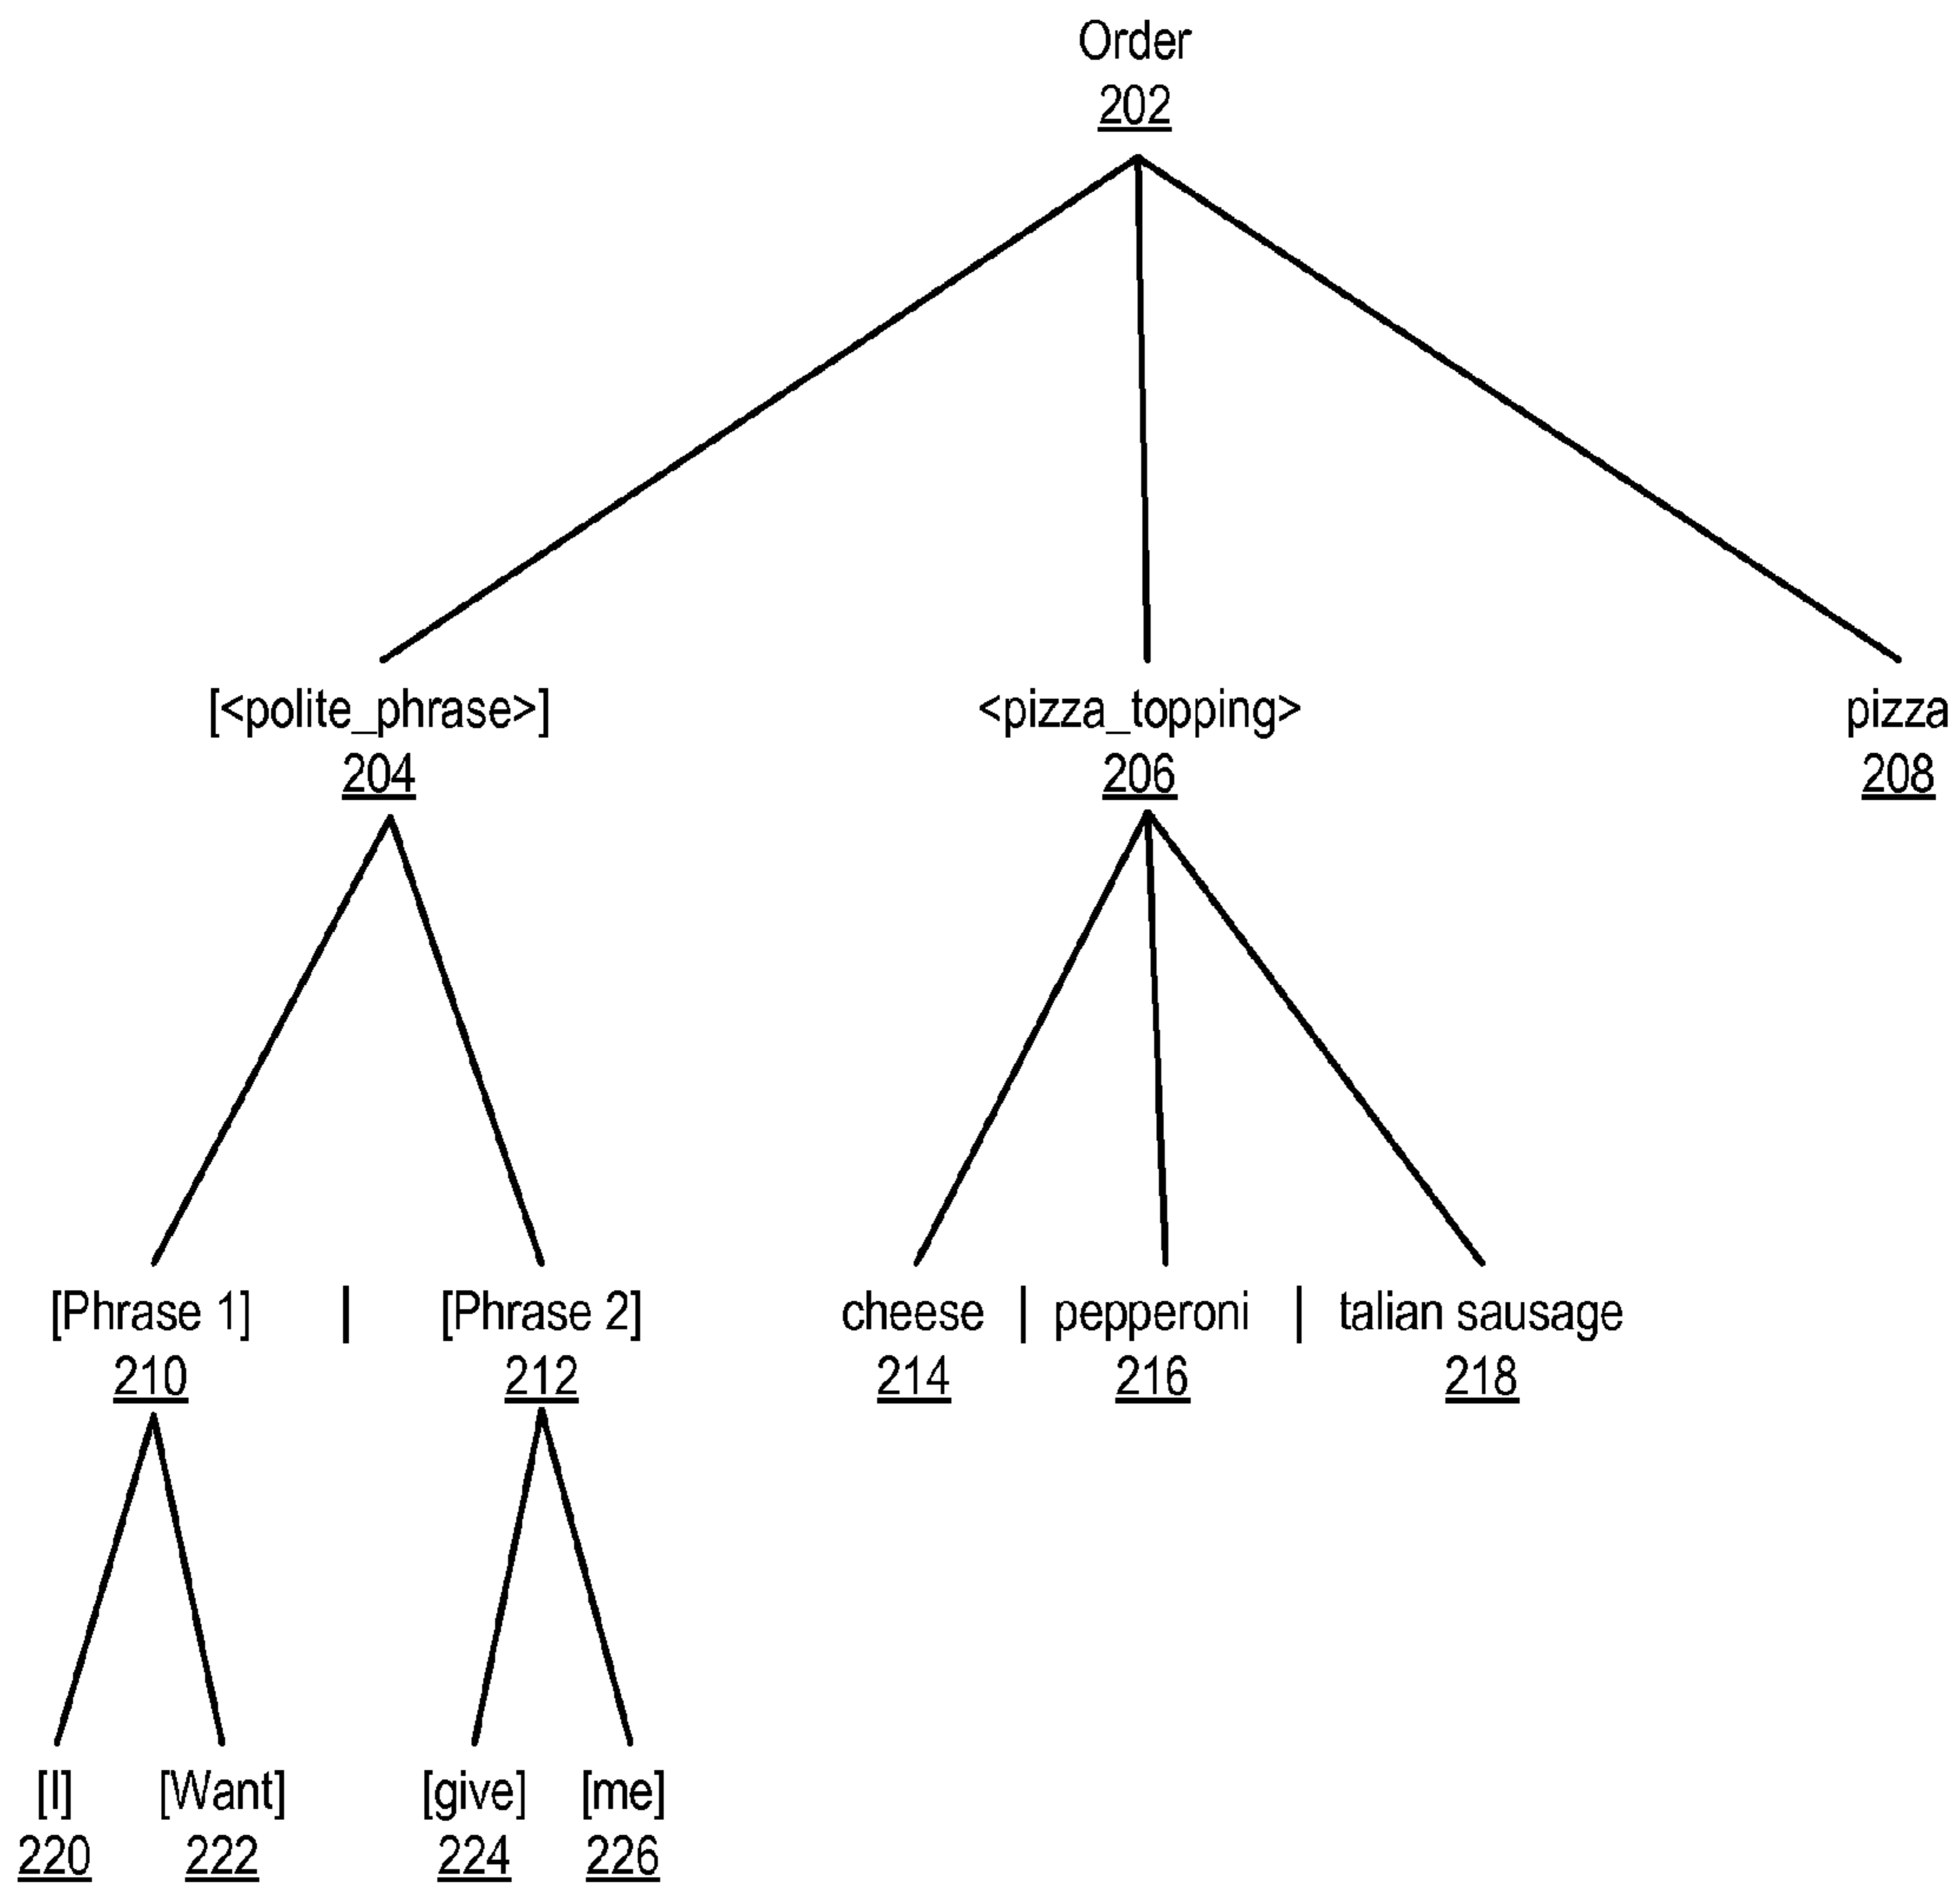 Order
202
[<polite_phrase>] <pizza_topping> pizza
204 206 208
[Phrase 1] | [Phrase 2] cheese | pepperoni | talian sausage
210 212 214 216 218
[I] [Want] [give] [me]
220 222 224 226